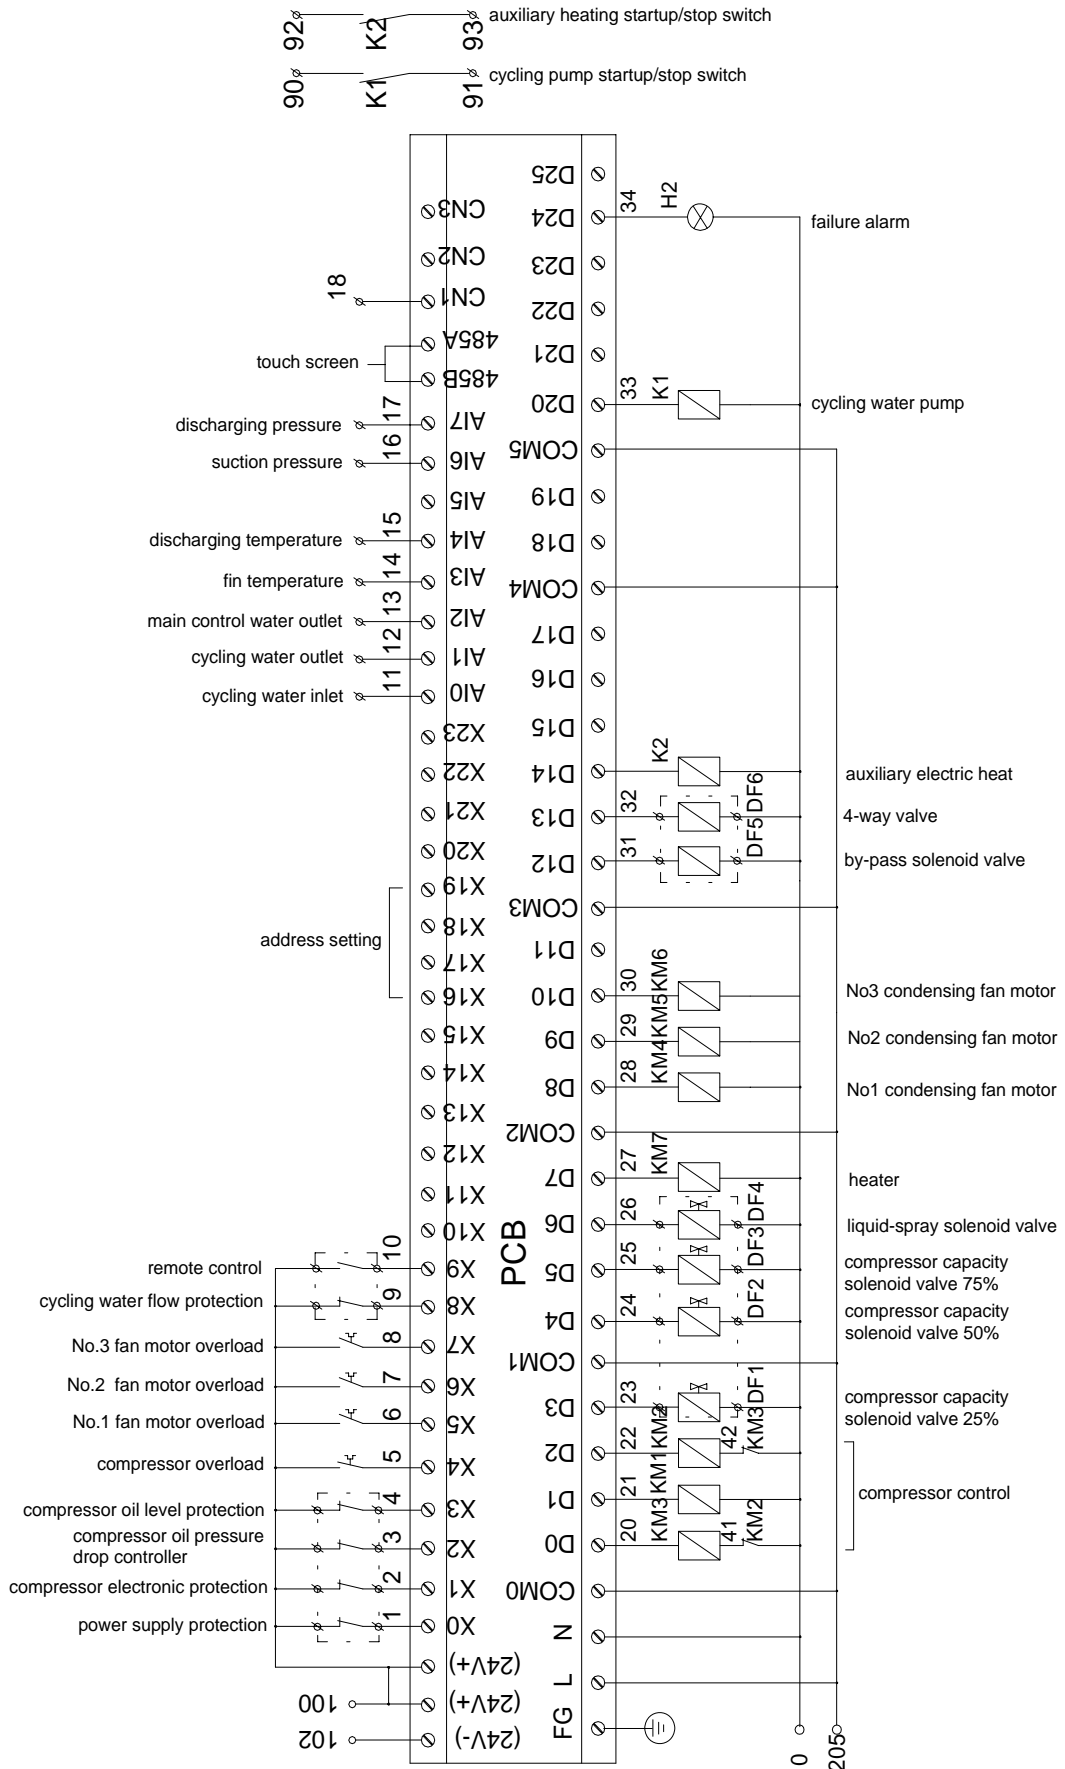 92
K2
93
auxiliary heating startup/stop switch
90
K1
91
cycling pump startup/stop switch
D25
CN3
D24
34
H2
failure alarm
CN2
D23
18
CN1
D22
485A
D21
touch screen
485B
D20
33
K1
cycling water pump
discharging pressure
17
AI7
COM5
suction pressure
16
AI6
AI5
D19
discharging temperature
15
AI4
D18
fin temperature
14
AI3
COM4
main control water outlet
13
AI2
D17
cycling water outlet
12
AI1
D16
cycling water inlet
11
AI0
X23
D15
X22
D14
K2
auxiliary electric heat
X21
D13
32
DF6
4-way valve
X20
D12
31
DF5
by-pass solenoid valve
X19
COM3
address setting
X18
D11
X17
X16
D10
30
KM6
No3 condensing fan motor
X15
D9
29
KM5
No2 condensing fan motor
X14
D8
28
KM4
No1 condensing fan motor
X13
COM2
X12
D7
27
KM7
heater
X11
X10
D6
26
DF4
liquid-spray solenoid valve
PCB
remote control
10
X9
D5
25
DF3
compressor capacity
solenoid valve 75%
cycling water flow protection
9
X8
D4
24
DF2
compressor capacity
solenoid valve 50%
No.3 fan motor overload
8
X7
COM1
No.2 fan motor overload
7
X6
D3
23
DF1
compressor capacity
solenoid valve 25%
No.1 fan motor overload
6
X5
D2
22
KM2
42
KM3
compressor overload
5
X4
D1
21
KM1
compressor control
compressor oil level protection
4
X3
D0
20
KM3
41
KM2
compressor oil pressure
drop controller
3
X2
compressor electronic protection
2
X1
COM0
power supply protection
1
X0
N
(24V+)
L
100
(24V+)
FG
102
(24V-)
0
205